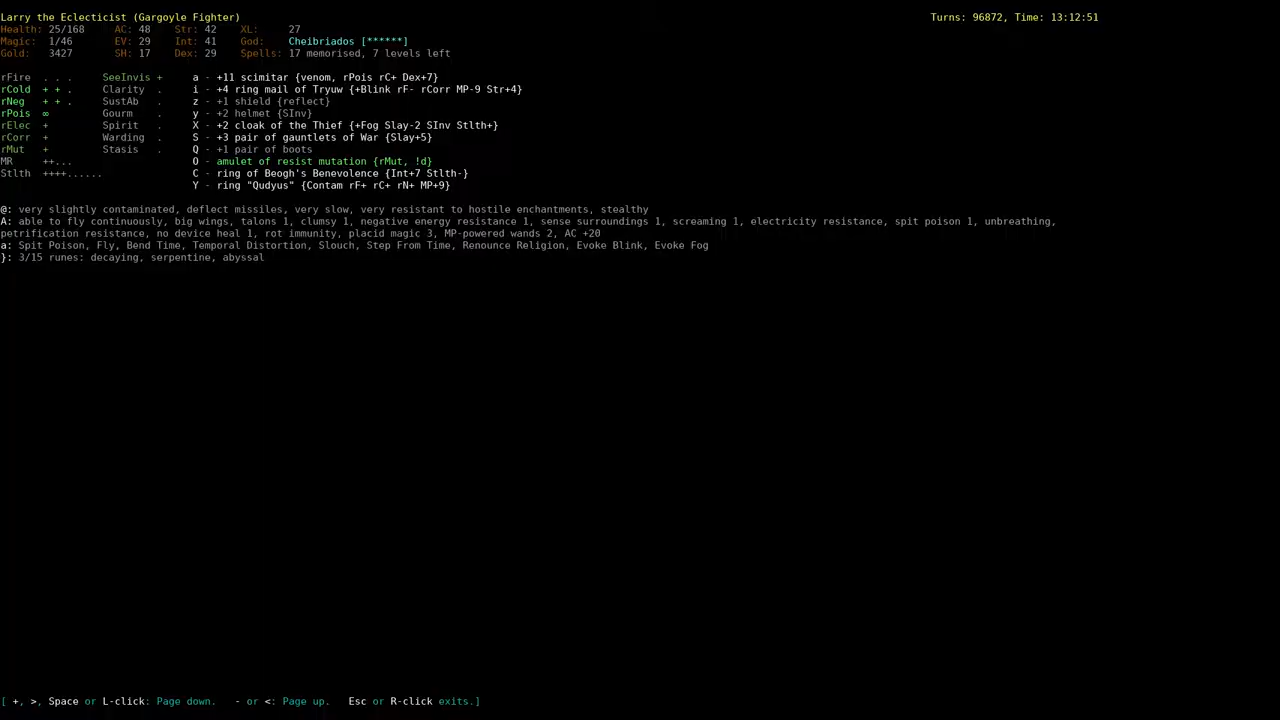 Larry the Eclecticist (Gargoyle Fighter) Turns: 96872, Time: 13:12:51
Health: 25/168 AC: 48 Str: 42 XL: 27
Magic: 1/46 EV: 29 Int: 41 God: Cheibriados [******]
Gold: 3427 SH: 17 Dex: 29 Spells: 17 memorised, 7 levels left
rFire . . . SeeInvis + a - +11 scimitar {venom, rPois rC+ Dex+7}
rCold + + . Clarity . i - +4 ring mail of Tryuw {+Blink rF- rCorr MP-9 Str+4}
rNeg + + . SustAb . z - +1 shield {reflect}
rPois ∞ Gourm . y - +2 helmet {SInv}
rElec + Spirit . X - +2 cloak of the Thief {+Fog Slay-2 SInv Stlth+}
rCorr + Warding . S - +3 pair of gauntlets of War {Slay+5}
rMut + Stasis . Q - +1 pair of boots
MR ++... O - amulet of resist mutation {rMut, !d}
Stlth ++++...... C - ring of Beogh's Benevolence {Int+7 Stlth-}
Y - ring "Qudyus" {Contam rF+ rC+ rN+ MP+9}
@: very slightly contaminated, deflect missiles, very slow, very resistant to hostile enchantments, stealthy
A: able to fly continuously, big wings, talons 1, clumsy 1, negative energy resistance 1, sense surroundings 1, screaming 1, electricity resistance, spit poison 1, unbreathing,
petrification resistance, no device heal 1, rot immunity, placid magic 3, MP-powered wands 2, AC +20
a: Spit Poison, Fly, Bend Time, Temporal Distortion, Slouch, Step From Time, Renounce Religion, Evoke Blink, Evoke Fog
}: 3/15 runes: decaying, serpentine, abyssal
[ +, >, Space or L-click: Page down. - or <: Page up. Esc or R-click exits.]